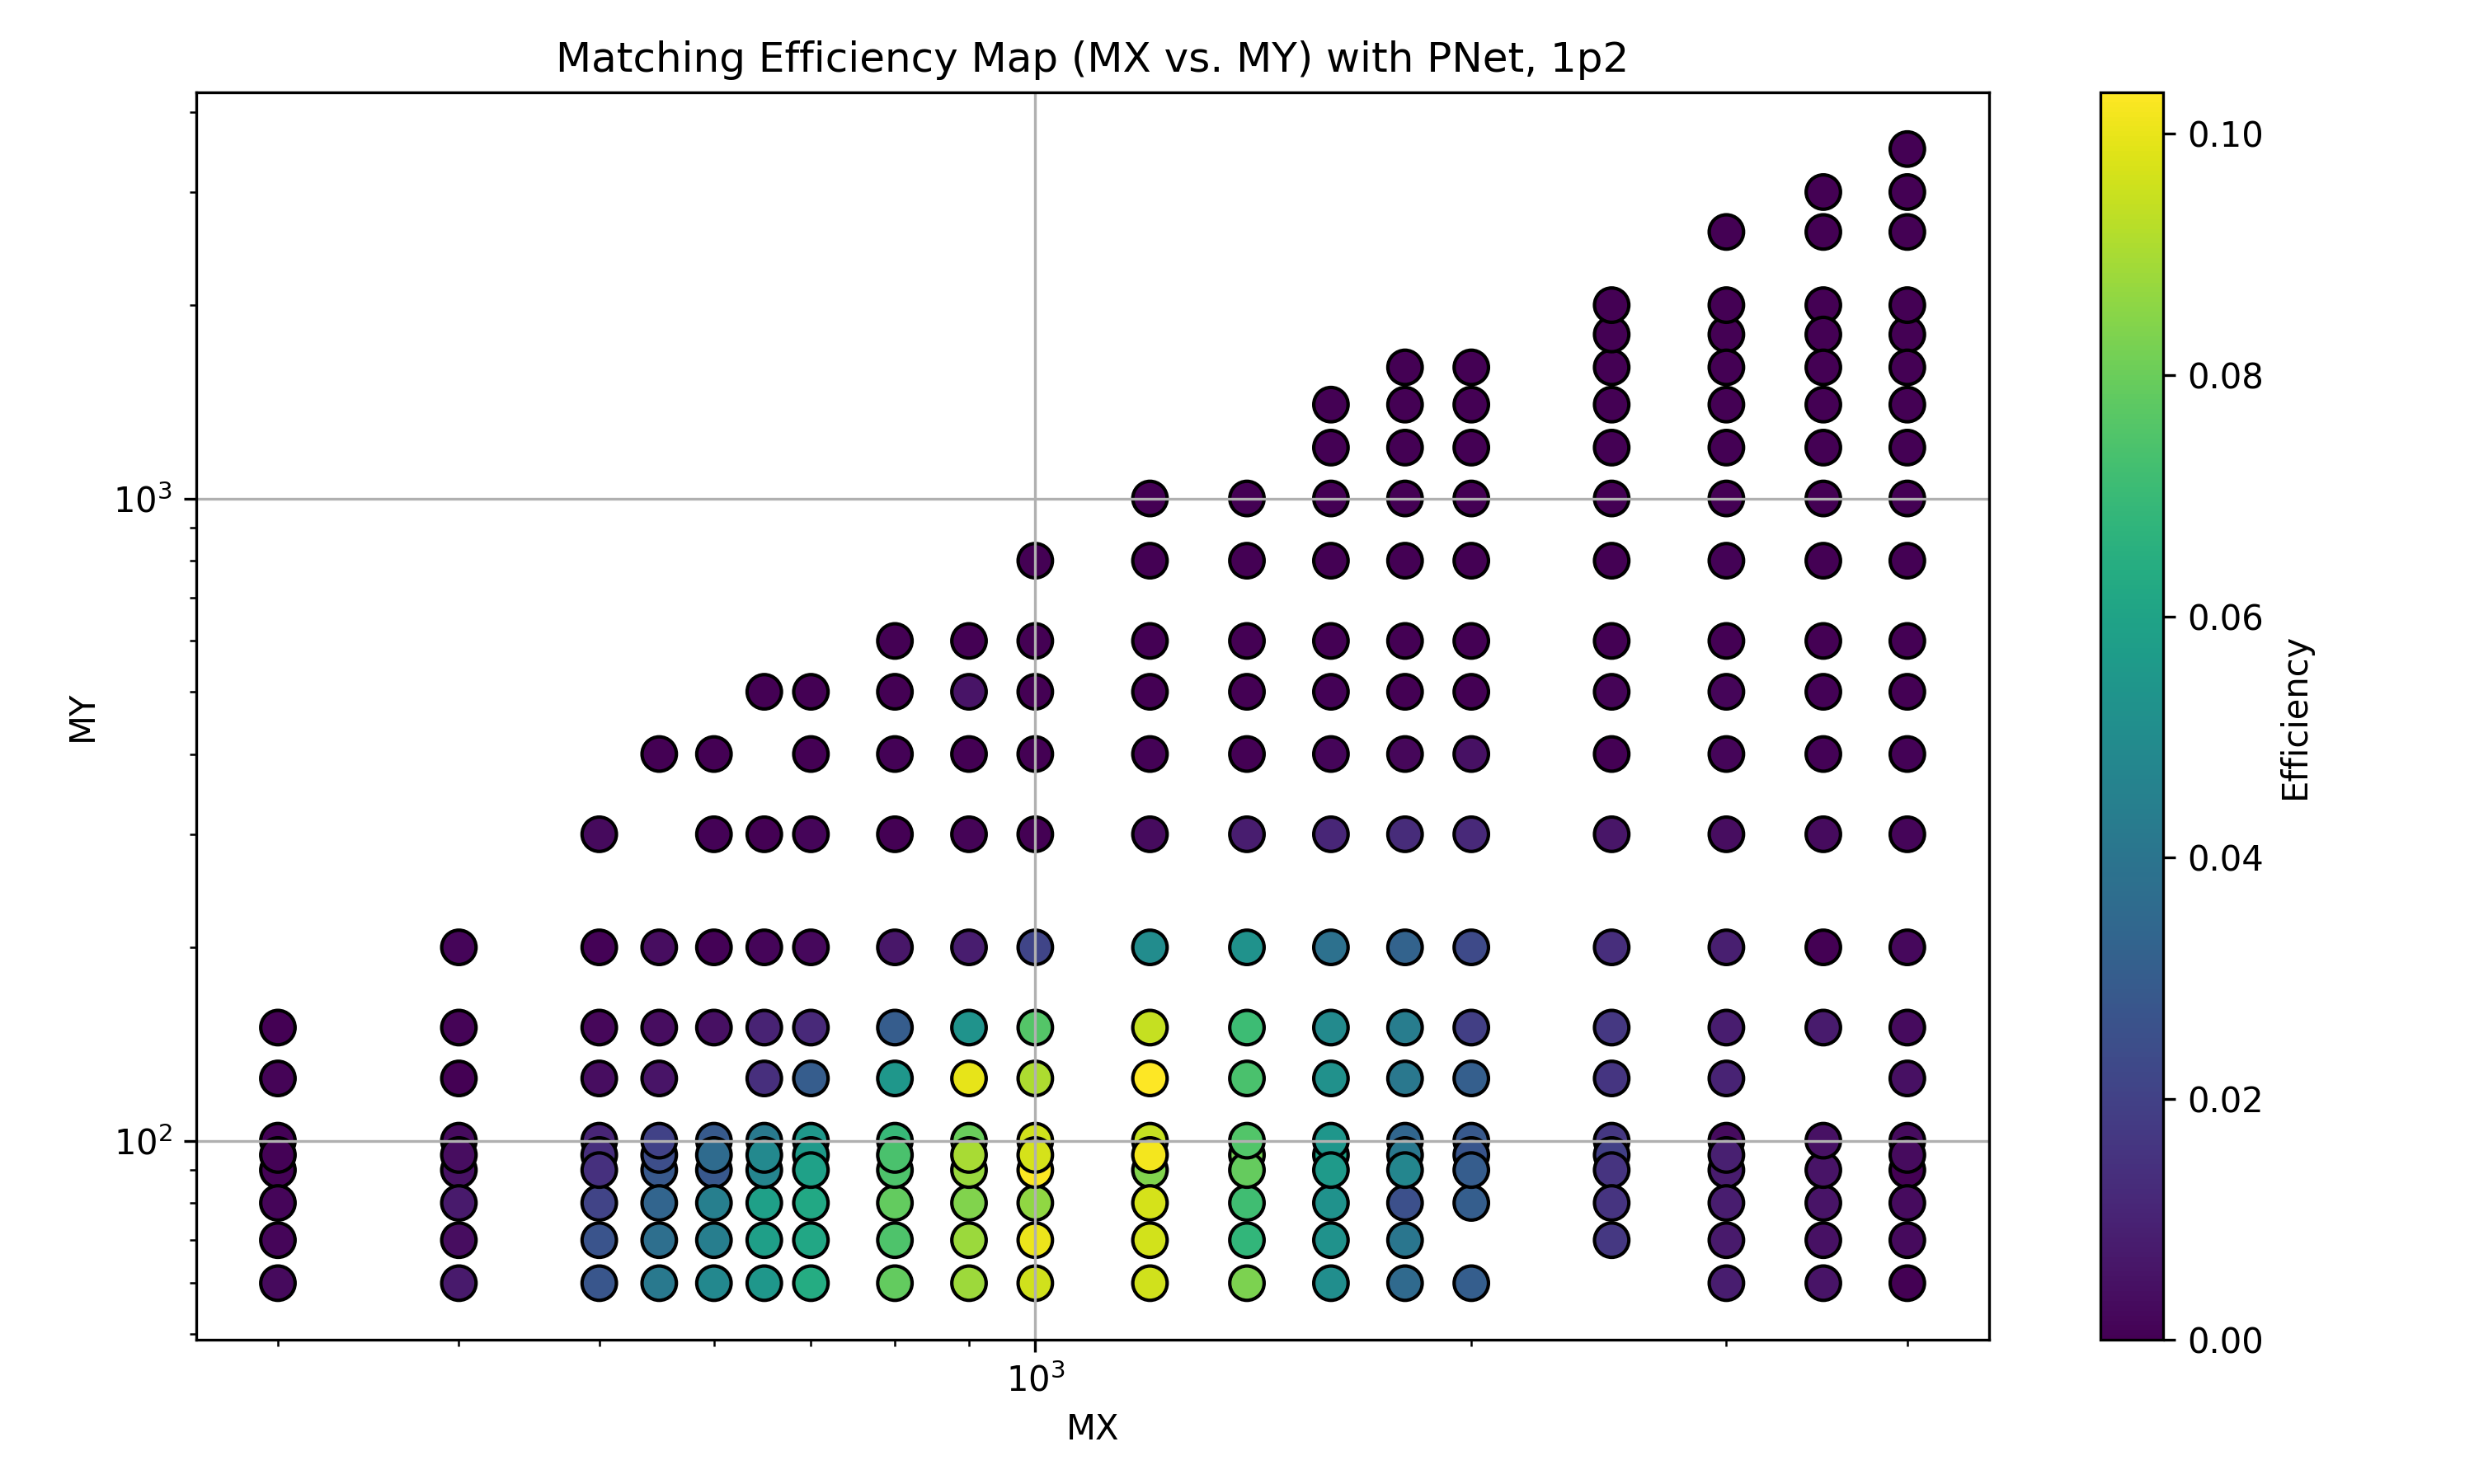 Matching Efficiency Map (MX vs. MY) with PNet, 1p2
10³
10²
MY
10³
MX
0.10
0.08
0.06
0.04
0.02
0.00
Efficiency